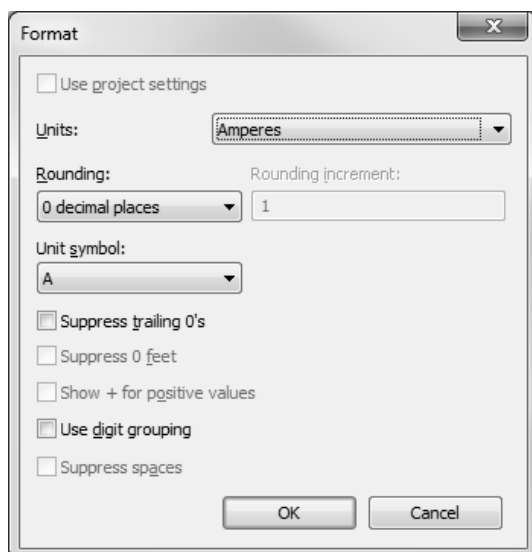 Format
Use project settings
Units: Amperes
Rounding: Rounding increment:
0 decimal places 1
Unit symbol:
A
Suppress trailing 0's
Suppress 0 feet
Show + for positive values
Use digit grouping
Suppress spaces
OK Cancel